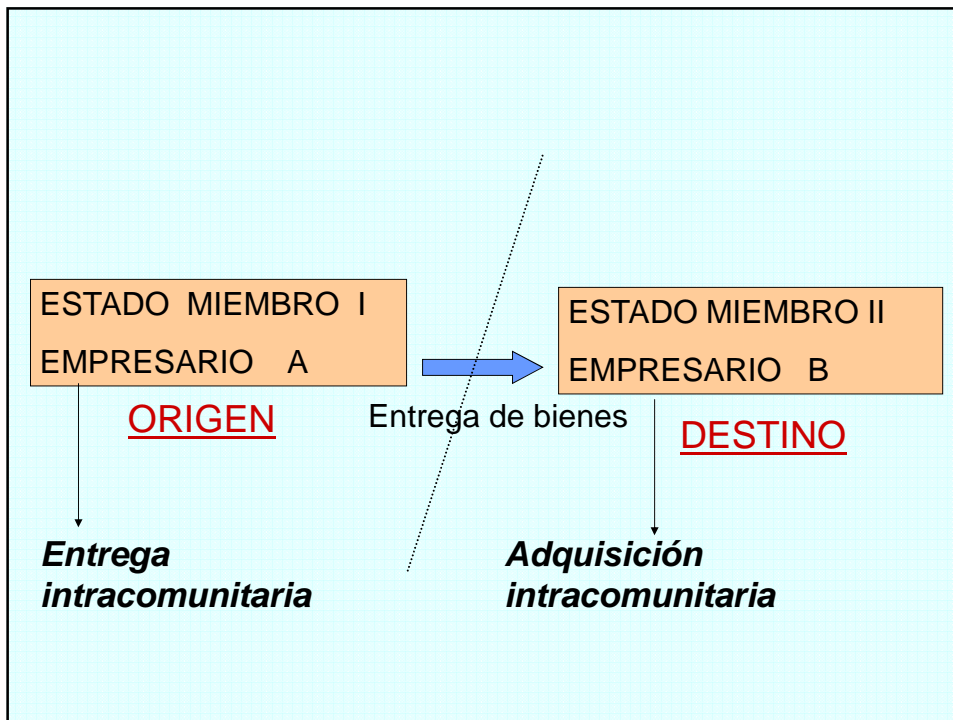 ESTADO MIEMBRO I
EMPRESARIO A
ORIGEN
Entrega de bienes
ESTADO MIEMBRO II
EMPRESARIO B
DESTINO
Entrega
intracomunitaria
Adquisición
intracomunitaria